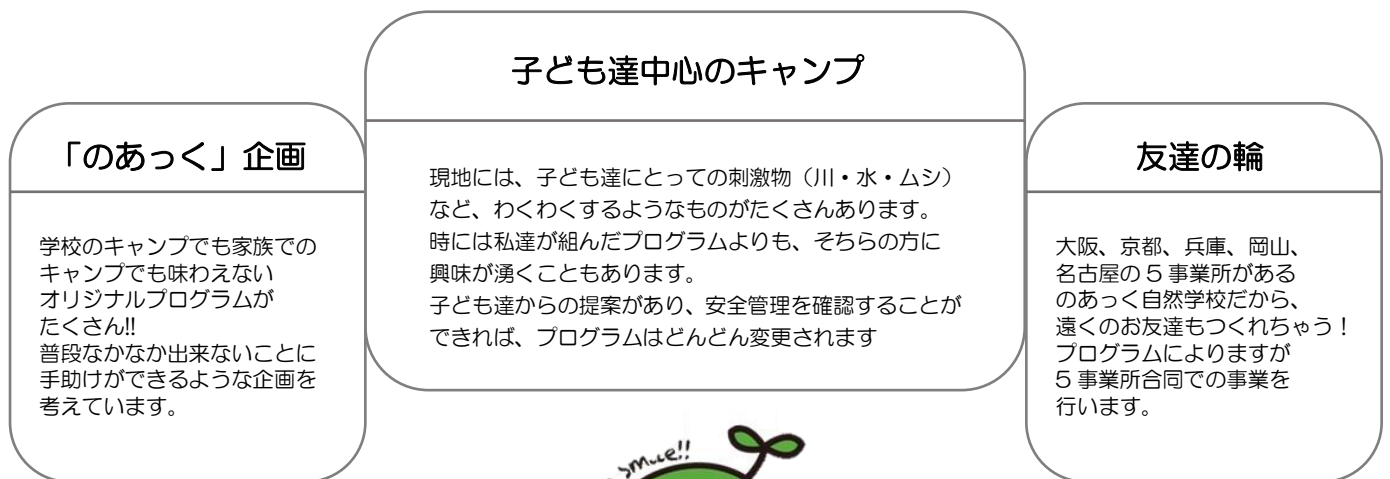 「のあっく」企画
学校のキャンプでも家族での
キャンプでも味わえない
オリジナルプログラムが
たくさん!!
普段なかなか出来ないことに
手助けができるような企画を
考えています。
子ども達中心のキャンプ
現地には、子ども達にとっての刺激物（川・水・ムシ）
など、わくわくするようなものがたくさんあります。
時には私達が組んだプログラムよりも、そちらの方に
興味が湧くこともあります。
子ども達からの提案があり、安全管理を確認することが
できれば、プログラムはどんどん変更されます
友達の輪
大阪、京都、兵庫、岡山、
名古屋の５事業所がある
のあっく自然学校だから、
遠くのお友達もつくれちゃう！
プログラムによりますが
５事業所合同での事業を
行います。